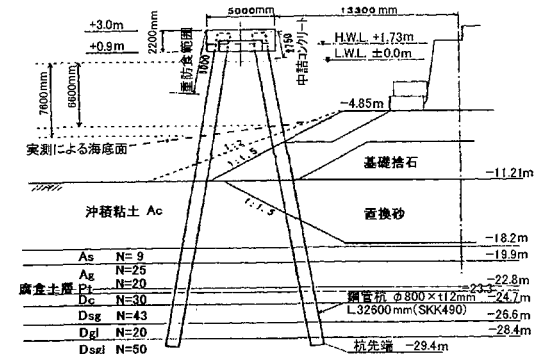 5000mm
13300mm
+3.0m
+0.9m
2200mm
重防食範囲
1000
1750
中詰コンクリート
H.W.L. +1.73m
L.W.L. ±0.0m
7600mm
6600mm
-4.85m
実測による海底面
1:2
1:1.5
基礎捨石
-11.21m
沖積粘土 Ac
1:1.5
置換砂
-18.2m
-19.9m
As N= 9
Ag N=25
腐食土層 Pt N=20
Dc N=30
Dsg N=43
Dgl N=20
Dsgl N=50
-22.8m
-23.3
-24.7m
鋼管杭 φ800×t12mm
L.32600mm(SKK490)
-26.6m
-28.4m
杭先端 -29.4m